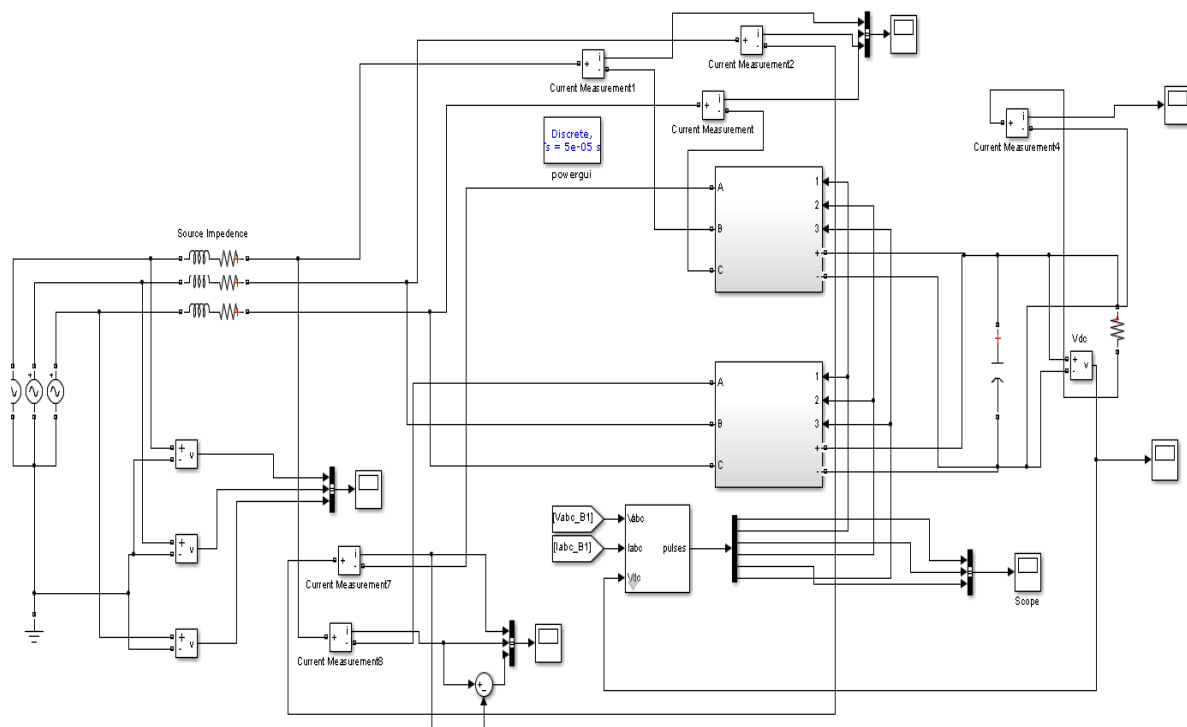 i
+
-
Current Measurement2
i
+
-
Current Measurement1
i
+
-
Current Measurement
i
+
-
Current Measurement4
Discrete,
s = 5e-05 s
powergui
A
B
C
1
2
3
+
-
Source Impedence
Vdc
+
-
v
A
B
C
1
2
3
+
-
+
-
v
+
-
v
+
-
v
[Vabc_B1]
[Iabc_B1]
Vabc
Iabc
Vdc
pulses
Scope
i
+
-
Current Measurement7
i
+
-
Current Measurement8